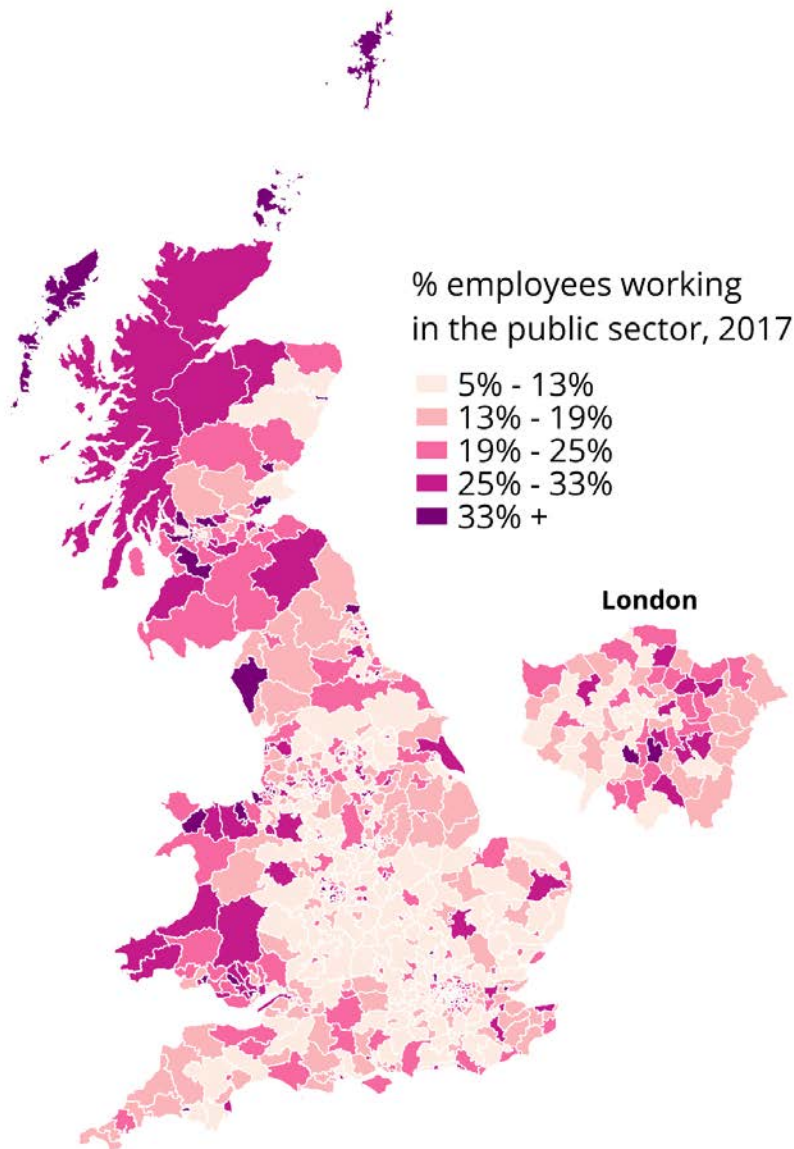 % employees working
in the public sector, 2017
5% - 13%
13% - 19%
19% - 25%
25% - 33%
33% +
London